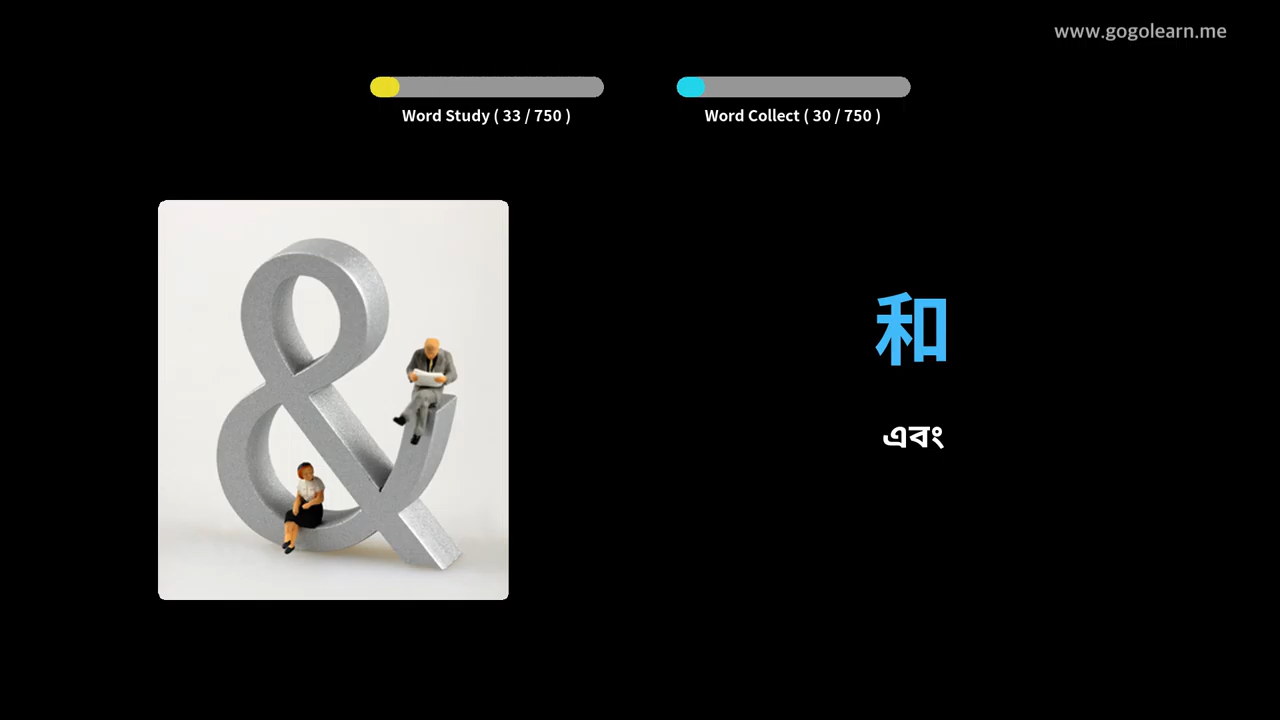 www.gogolearn.me
Word Study ( 33 / 750 )
Word Collect ( 30 / 750 )
&
和
এবং